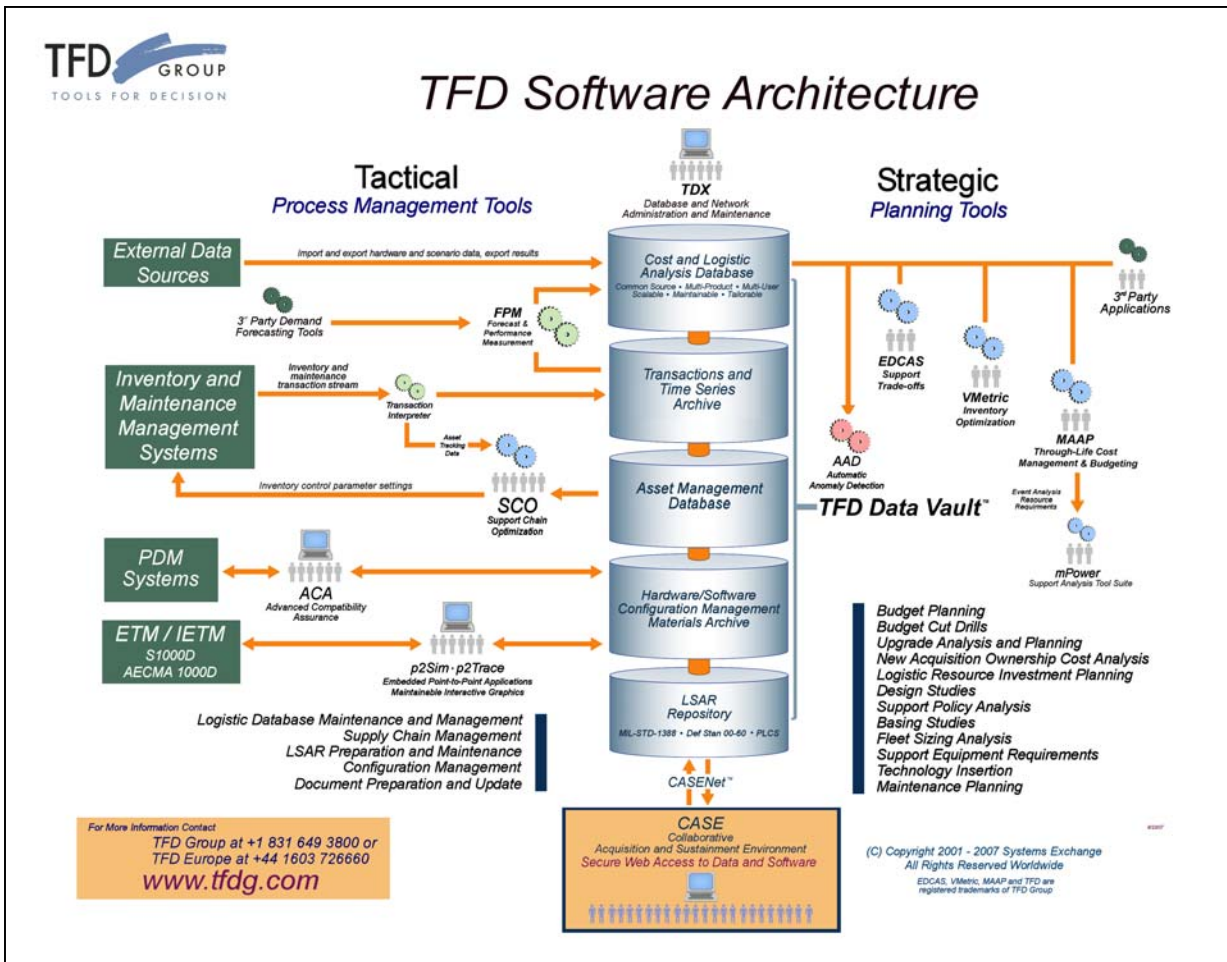 TFD GROUP
TOOLS FOR DECISION
TFD Software Architecture
TDX
Database and Network
Administration and Maintenance
Tactical
Process Management Tools
Strategic
Planning Tools
External Data
Sources
Import and export hardware and scenario data, export results
Cost and Logistic
Analysis Database
Common Source • Multi-Product • Multi-User
Scalable • Maintainable • Tailorable
3rd Party
Applications
3r Party Demand
Forecasting Tools
FPM
Forecast &
Performance
Measurement
EDCAS
Support
Trade-offs
VMetric
Inventory
Optimization
MAAP
Through-Life Cost
Management & Budgeting
Inventory and
Maintenance
Management
Systems
Inventory and
maintenance
transaction stream
Transaction
Interpreter
Transactions and
Time Series
Archive
AAD
Automatic
Anomaly Detection
Asset
Tracking
Data
Inventory control parameter settings
SCO
Support Chain
Optimization
Asset Management
Database
TFD Data Vault™
Event Analysis
Resource
Requirments
mPower
Support Analysis Tool Suite
PDM
Systems
ACA
Advanced Compatibility
Assurance
Hardware/Software
Configuration Management
Materials Archive
ETM / IETM
S1000D
AECMA 1000D
p2Sim · p2Trace
Embedded Point-to-Point Applications
Maintainable Interactive Graphics
LSAR
Repository
MIL-STD-1388 • Def Stan 00-60 • PLCS
Logistic Database Maintenance and Management
Supply Chain Management
LSAR Preparation and Maintenance
Configuration Management
Document Preparation and Update
Budget Planning
Budget Cut Drills
Upgrade Analysis and Planning
New Acquisition Ownership Cost Analysis
Logistic Resource Investment Planning
Design Studies
Support Policy Analysis
Basing Studies
Fleet Sizing Analysis
Support Equipment Requirements
Technology Insertion
Maintenance Planning
CASENet™
CASE
Collaborative
Acquisition and Sustainment Environment
Secure Web Access to Data and Software
For More Information Contact
TFD Group at +1 831 649 3800 or
TFD Europe at +44 1603 726660
www.tfdg.com
(C) Copyright 2001 - 2007 Systems Exchange
All Rights Reserved Worldwide
EDCAS, VMetric, MAAP and TFD are
registered trademarks of TFD Group